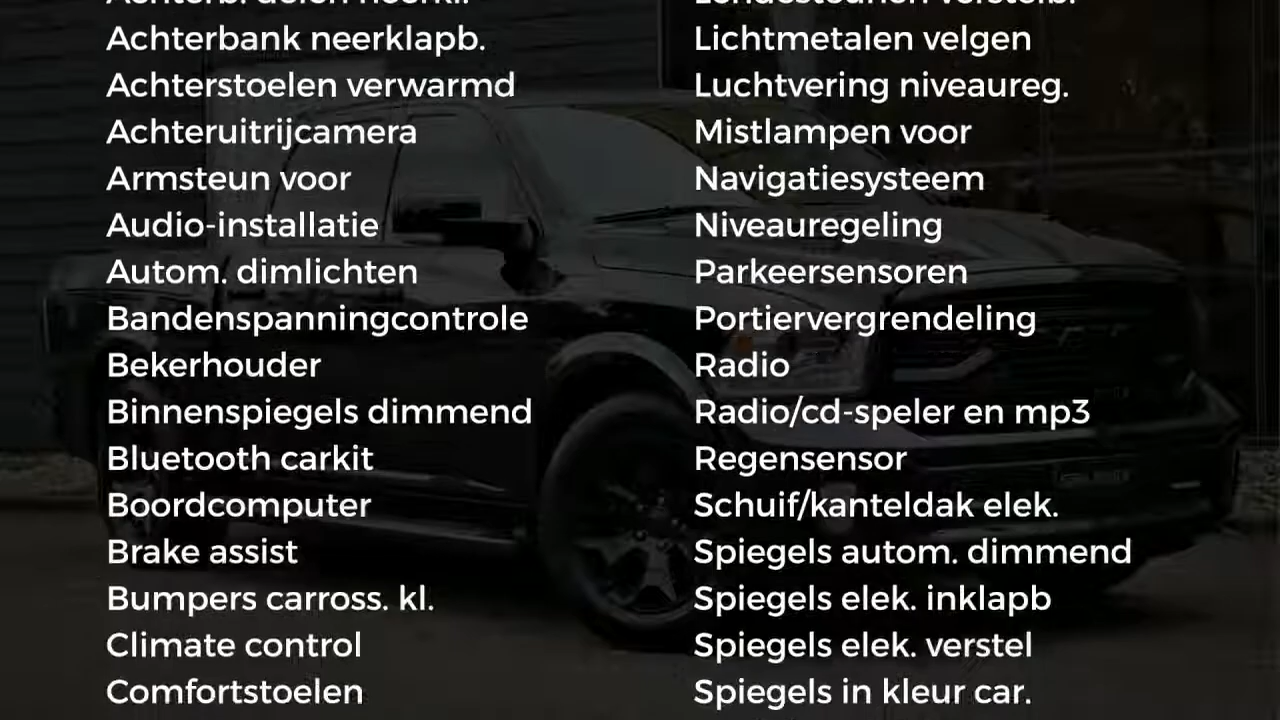 Achterbank neerklapb.
Achterstoelen verwarmd
Achteruitrijcamera
Armsteun voor
Audio-installatie
Autom. dimlichten
Bandenspanningcontrole
Bekerhouder
Binnenspiegels dimmend
Bluetooth carkit
Boordcomputer
Brake assist
Bumpers carross. kl.
Climate control
Comfortstoelen
Lichtmetalen velgen
Luchtvering niveaureg.
Mistlampen voor
Navigatiesysteem
Niveauregeling
Parkeersensoren
Portiervergrendeling
Radio
Radio/cd-speler en mp3
Regensensor
Schuif/kanteldak elek.
Spiegels autom. dimmend
Spiegels elek. inklapb
Spiegels elek. verstel
Spiegels in kleur car.